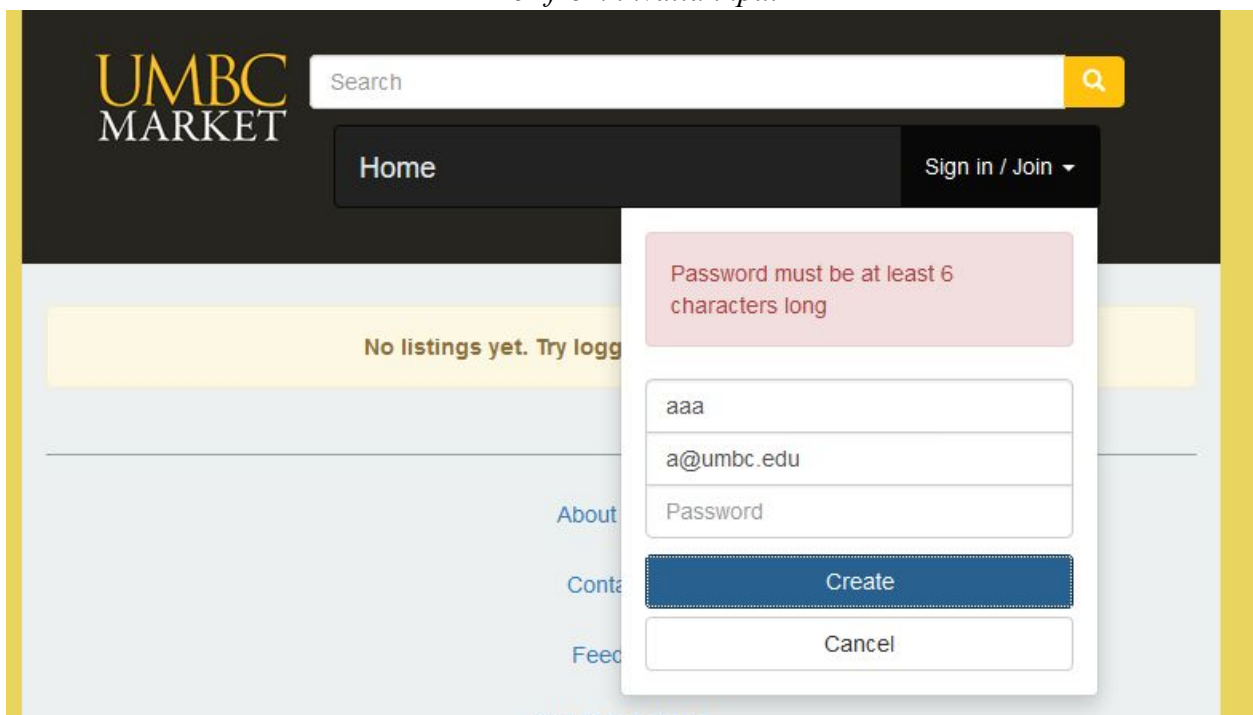 UMBC
MARKET
Search
Home
Sign in / Join
Password must be at least 6
characters long
No listings yet. Try logg
aaa
a@umbc.edu
Password
About
Create
Conta
Cancel
Feed